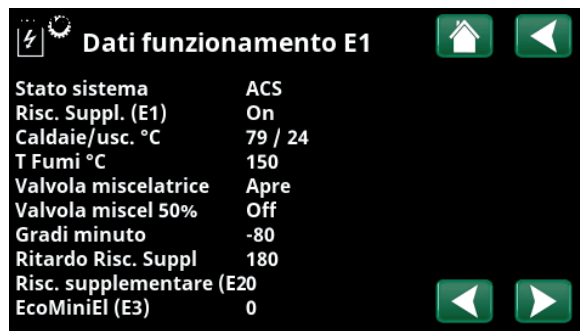 Dati funzionamento E1
Stato sistema ACS
Risc. Suppl. (E1) On
Caldaie/usc. °C 79 / 24
T Fumi °C 150
Valvola miscelatrice Apre
Valvola miscel 50% Off
Gradi minuto -80
Ritardo Risc. Suppl 180
Risc. supplementare (E20
EcoMiniEl (E3) 0